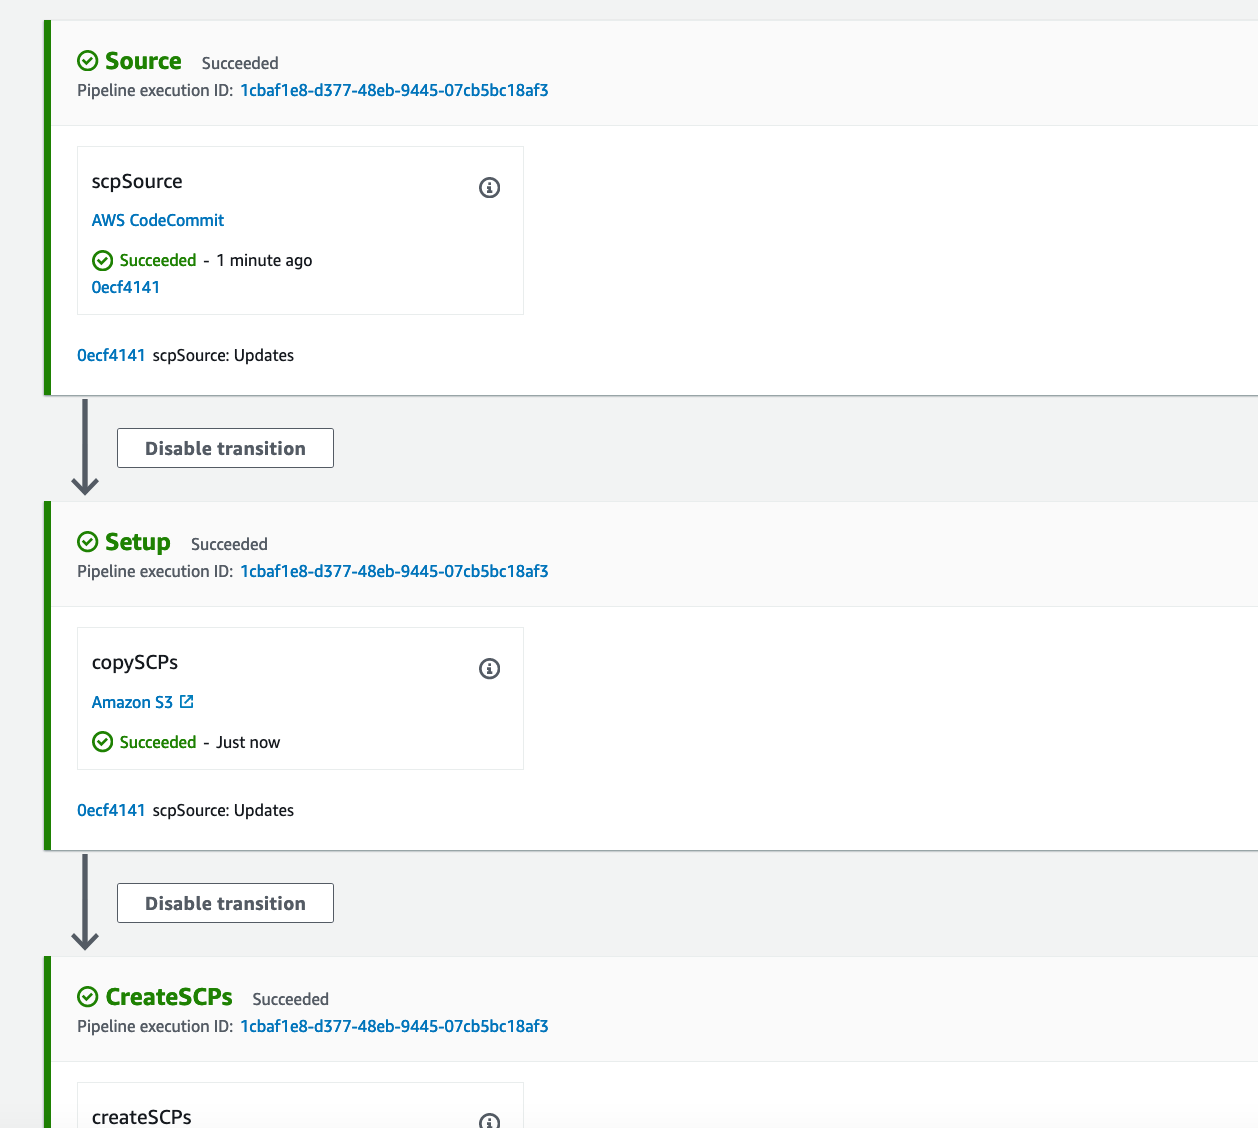 Source Succeeded
Pipeline execution ID: 1cbaf1e8-d377-48eb-9445-07cb5bc18af3
scpSource
AWS CodeCommit
Succeeded - 1 minute ago
0ecf4141
0ecf4141 scpSource: Updates
Disable transition
Setup Succeeded
Pipeline execution ID: 1cbaf1e8-d377-48eb-9445-07cb5bc18af3
copySCPs
Amazon S3
Succeeded - Just now
0ecf4141 scpSource: Updates
Disable transition
CreateSCPs Succeeded
Pipeline execution ID: 1cbaf1e8-d377-48eb-9445-07cb5bc18af3
createSCPs